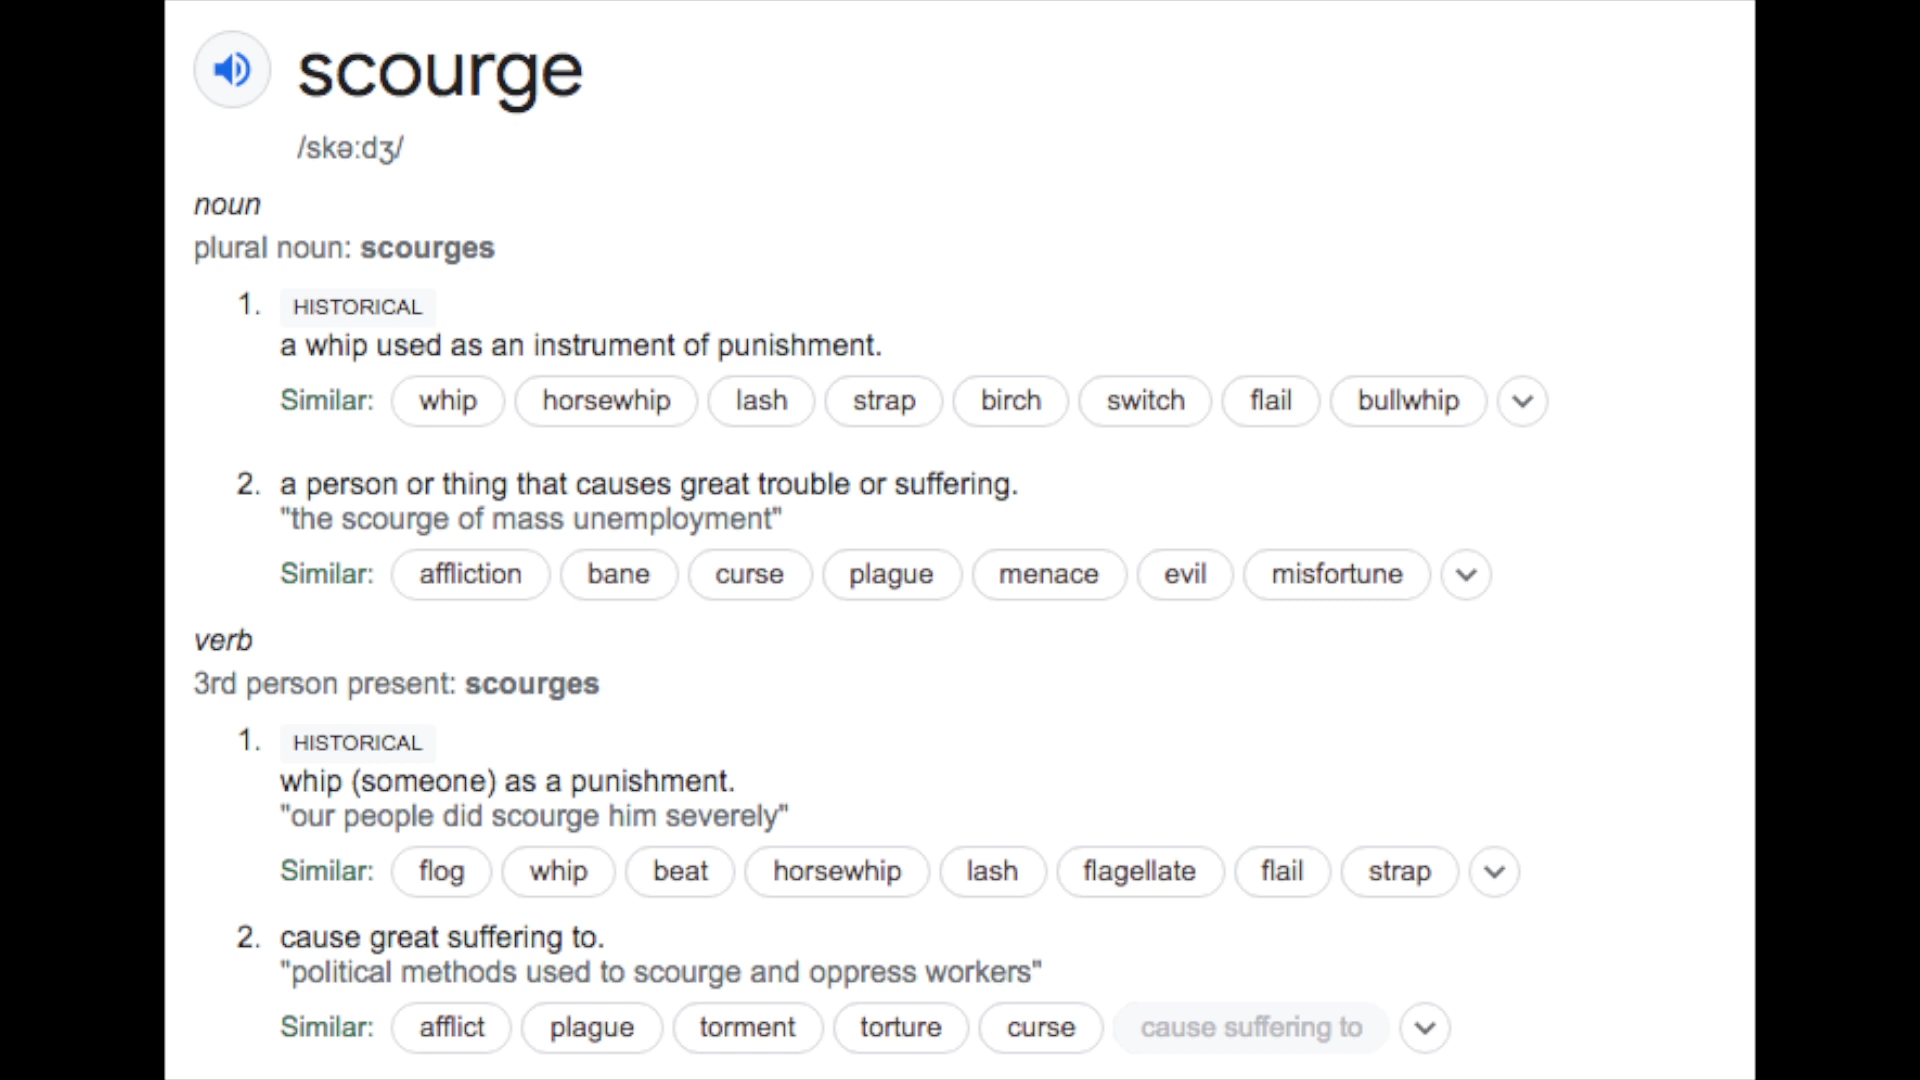 scourge
/skəːdʒ/
noun
plural noun: scourges
1. HISTORICAL
a whip used as an instrument of punishment.
Similar: whip horsewhip lash strap birch switch flail bullwhip
2. a person or thing that causes great trouble or suffering.
"the scourge of mass unemployment"
Similar: affliction bane curse plague menace evil misfortune
verb
3rd person present: scourges
1. HISTORICAL
whip (someone) as a punishment.
"our people did scourge him severely"
Similar: flog whip beat horsewhip lash flagellate flail strap
2. cause great suffering to.
"political methods used to scourge and oppress workers"
Similar: afflict plague torment torture curse cause suffering to